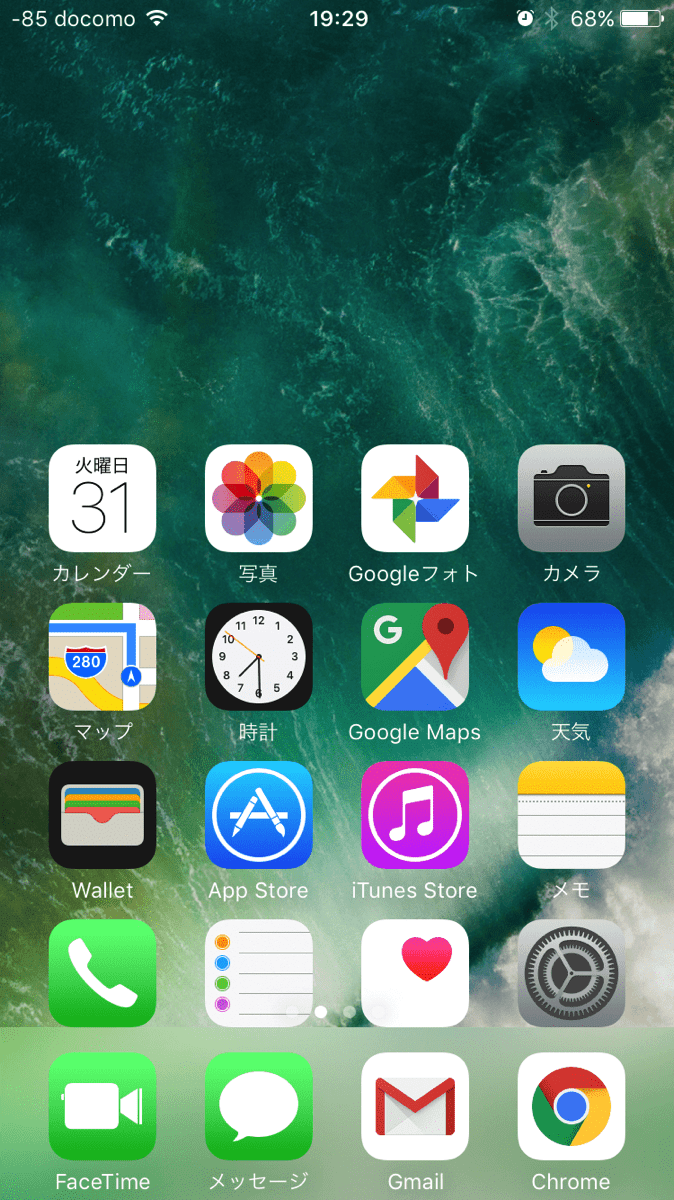 -85 docomo 19:29 68%
火曜日
31
カレンダー 写真 Googleフォト カメラ
280
12
11 1
10 2
9 3
8 4
7 5
6
G
マップ 時計 Google Maps 天気
Wallet App Store iTunes Store メモ
FaceTime メッセージ Gmail Chrome